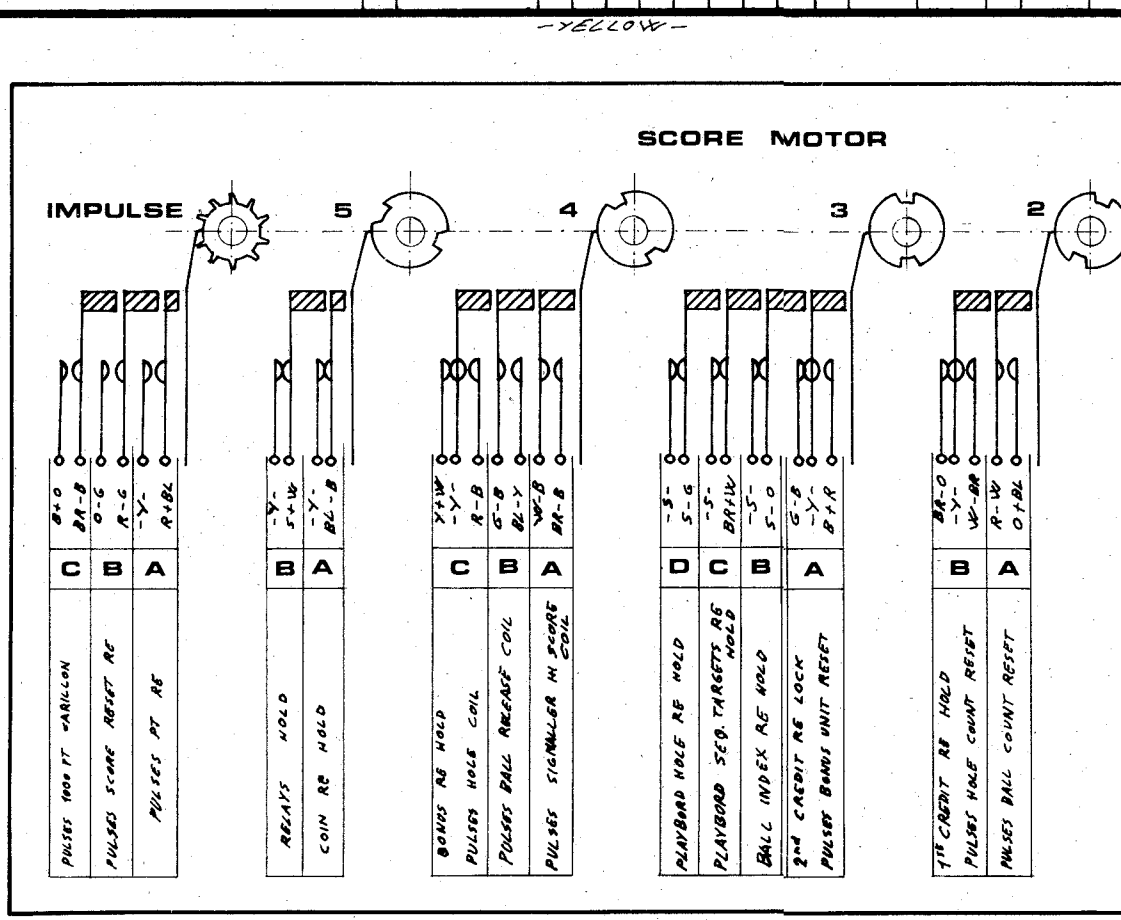 -YELLOW-
SCORE MOTOR
IMPULSE
5
4
3
2
B+O
BR-B
O-G
R-G
-Y-
R+BL
C B A
PULSES 1000 PT CARILLON
PULSES SCORE RESET RE
PULSES PT RE
-Y-
S+W
-Y-
BL-B
B A
RELAYS HOLD
COIN RE HOLD
Y+W
-Y-
R-B
G-B
BL-Y
W-B
BR-B
C B A
BONUS RE HOLD
PULSES HOLE COIL
PULSES BALL RELEASE COIL
PULSES SIGNALLER M SCORE
COIL
-S-
S-G
-S-
BR+W
-S-
S-O
G-B
-Y-
B+R
D C B A
PLAYBORD HOLE RE HOLD
PLAYBORD SEQ. TARGETS RE
HOLD
BALL INDEX RE HOLD
2nd CREDIT RE LOCK
PULSES BONUS UNIT RESET
BR-O
-Y-
W-BR
R-W
O+BL
B A
1st CREDIT RE HOLD
PULSES HOLE COUNT RESET
PULSES BALL COUNT RESET